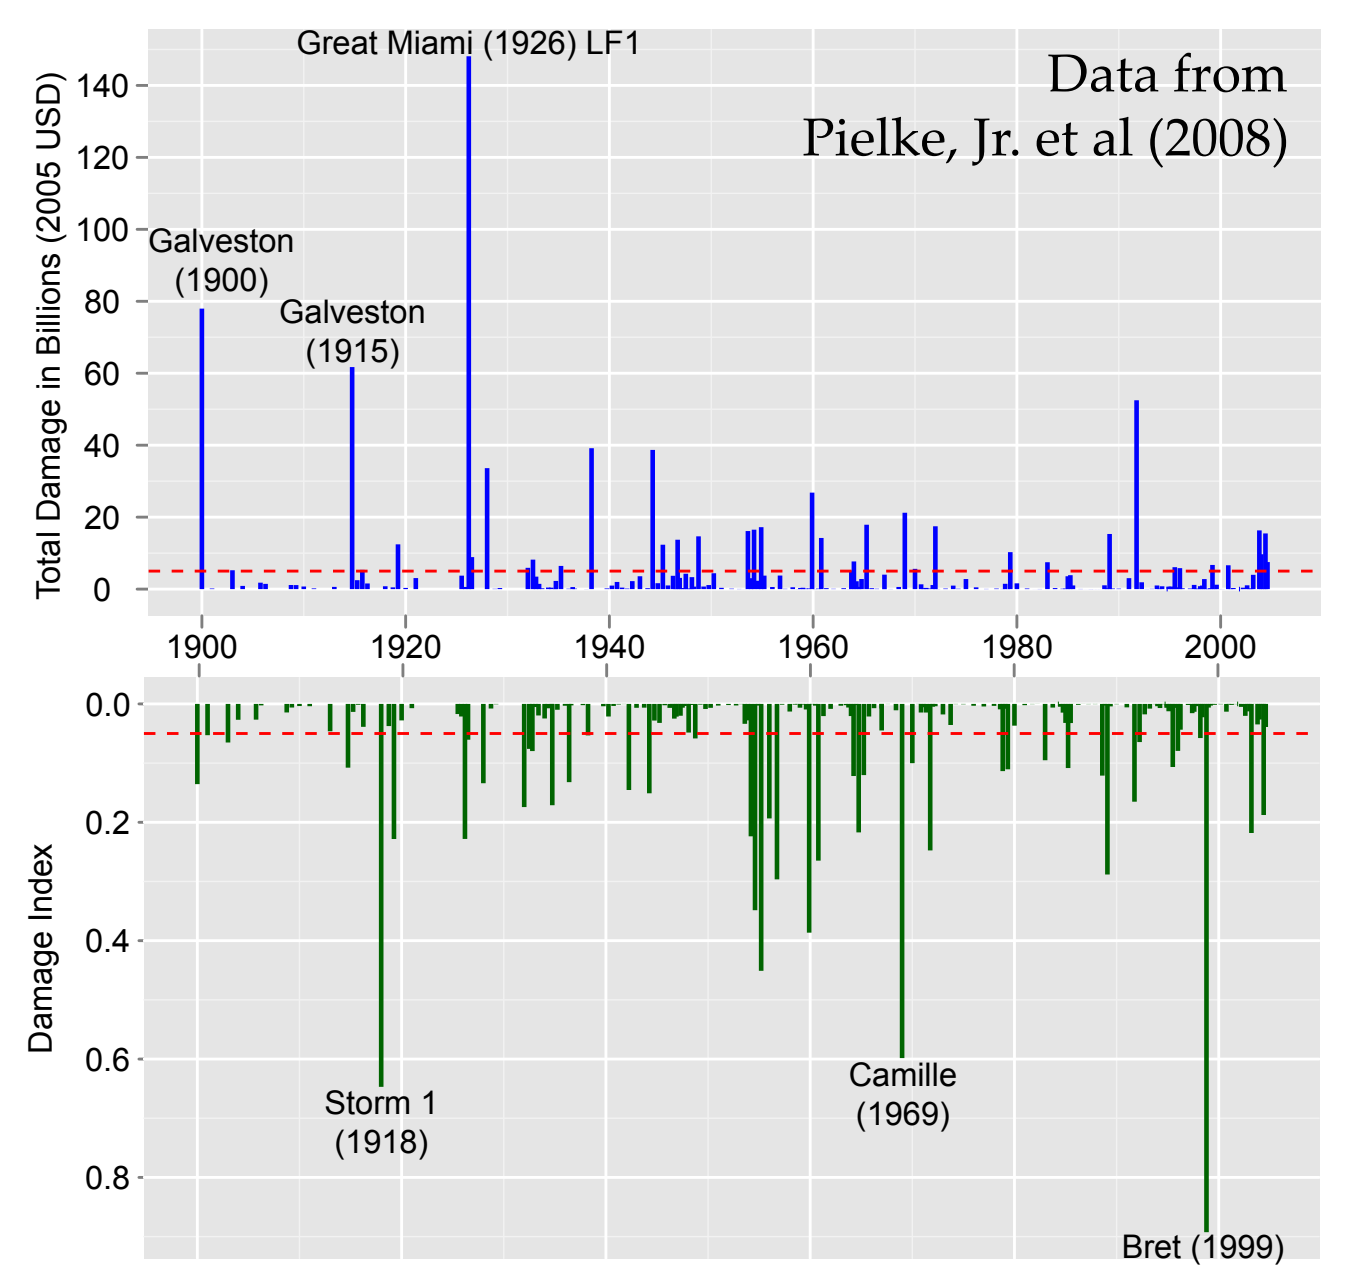 Great Miami (1926) LF1
Data from
Pielke, Jr. et al (2008)
Galveston
(1900)
Galveston
(1915)
Total Damage in Billions (2005 USD)
140
120
100
80
60
40
20
0
1900 1920 1940 1960 1980 2000
Damage Index
0.0
0.2
0.4
0.6
0.8
Storm 1
(1918)
Camille
(1969)
Bret (1999)